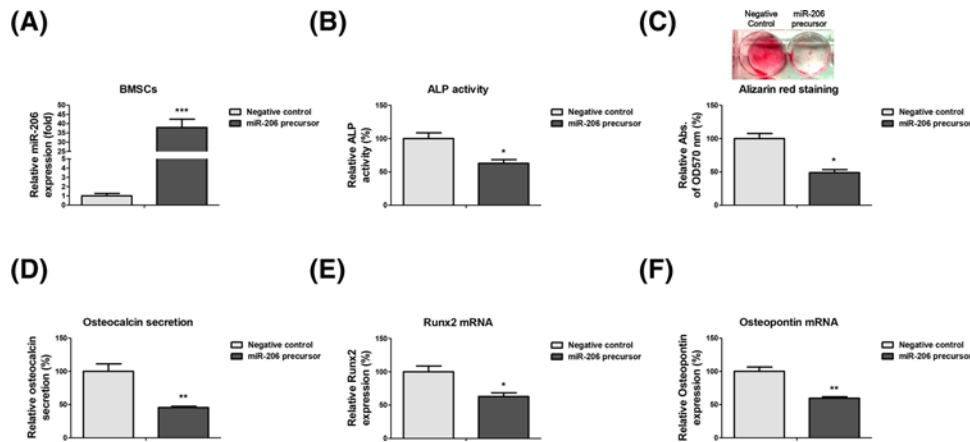 (A)
BMSCs
Relative miR-206
expression (fold)
50
45
40
35
30
25
5
4
3
2
1
0
***
Negative control
miR-206 precursor
(B)
ALP activity
Relative ALP
activity (%)
150
100
50
0
*
Negative control
miR-206 precursor
(C)
Negative miR-206
Control precursor
Alizarin red staining
Relative Abs.
of OD570 nm (%)
150
100
50
0
*
Negative control
miR-206 precursor
(D)
Osteocalcin secretion
Relative osteocalcin
secretion (%)
150
100
50
0
**
Negative control
miR-206 precursor
(E)
Runx2 mRNA
Relative Runx2
expression (%)
150
100
50
0
*
Negative control
miR-206 precursor
(F)
Osteopontin mRNA
Relative Osteopontin
expression (%)
150
100
50
0
**
Negative control
miR-206 precursor